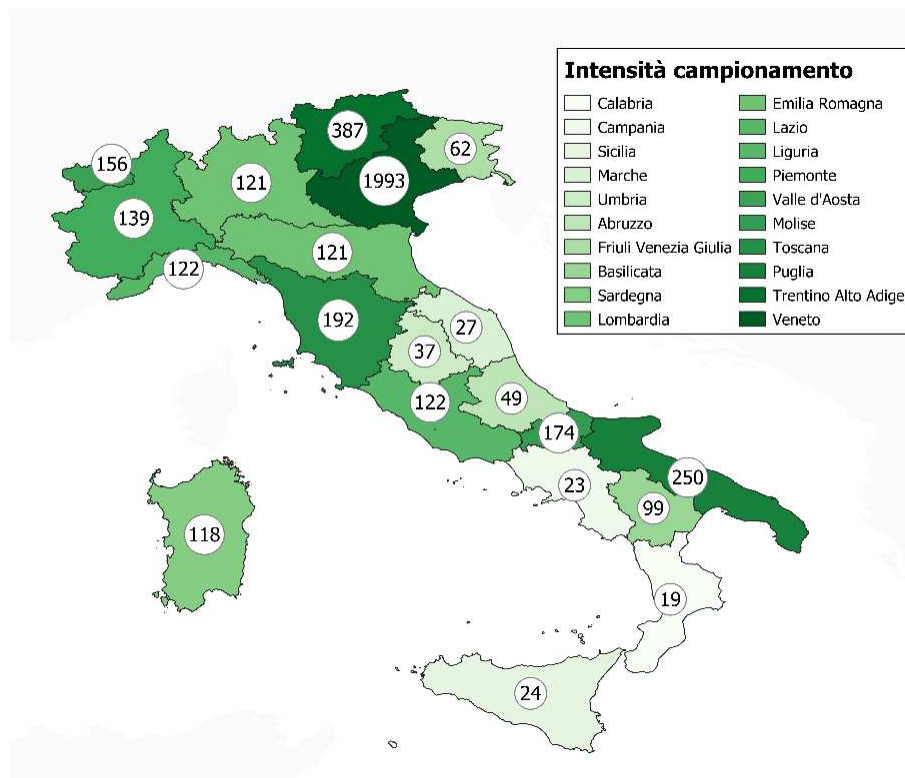 Intensità campionamento
Calabria
Campania
Sicilia
Marche
Umbria
Abruzzo
Friuli Venezia Giulia
Basilicata
Sardegna
Lombardia
Emilia Romagna
Lazio
Liguria
Piemonte
Valle d'Aosta
Molise
Toscana
Puglia
Trentino Alto Adige
Veneto
387
62
156
1993
121
139
121
122
192
27
37
49
122
174
250
23
99
118
19
24